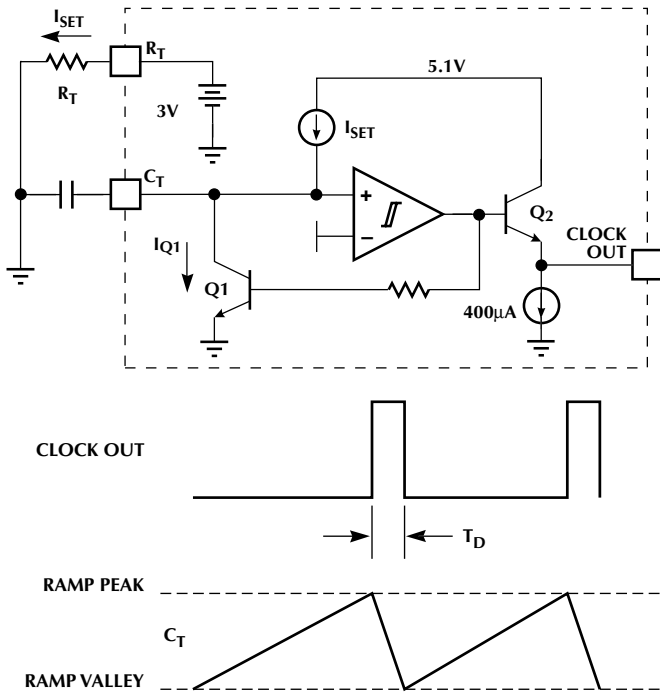 I_SET
R_T
R_T
3V
5.1V
I_SET
C_T
+
−
Q2
CLOCK
OUT
I_Q1
Q1
400µA
CLOCK OUT
T_D
RAMP PEAK
C_T
RAMP VALLEY